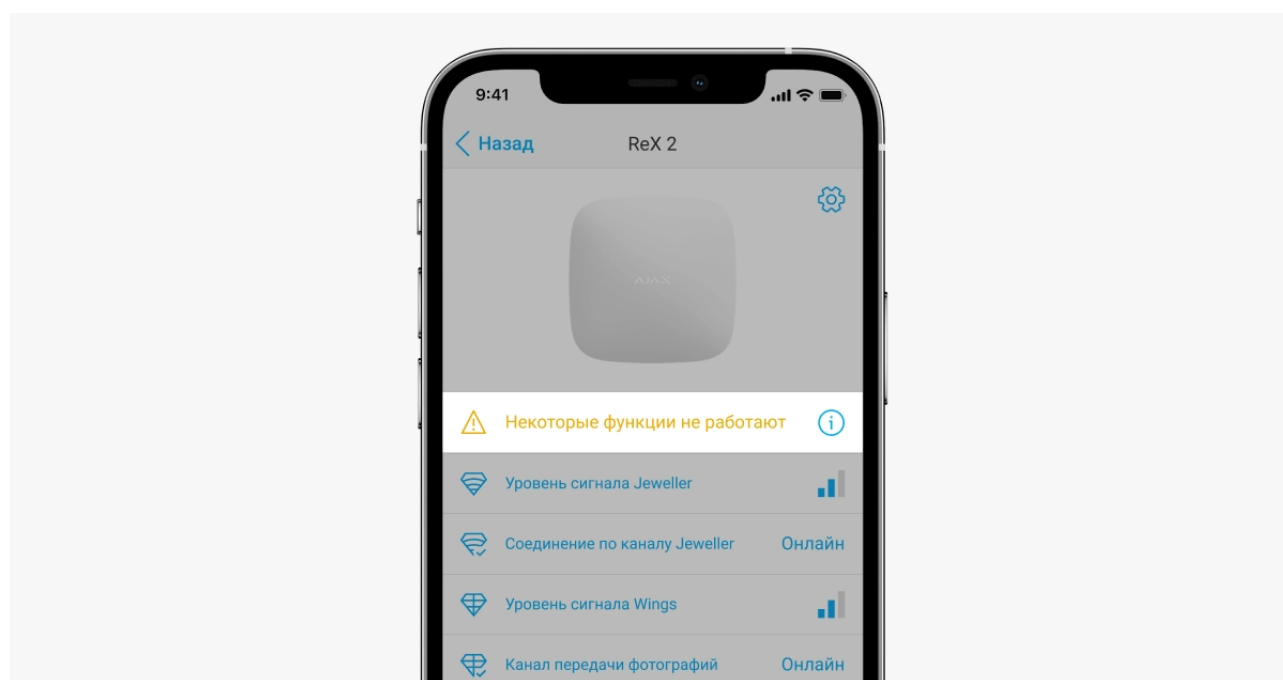 9:41
Назад
ReX 2
AJAX
Некоторые функции не работают
Уровень сигнала Jeweller
Соединение по каналу Jeweller Онлайн
Уровень сигнала Wings
Канал передачи фотографий Онлайн